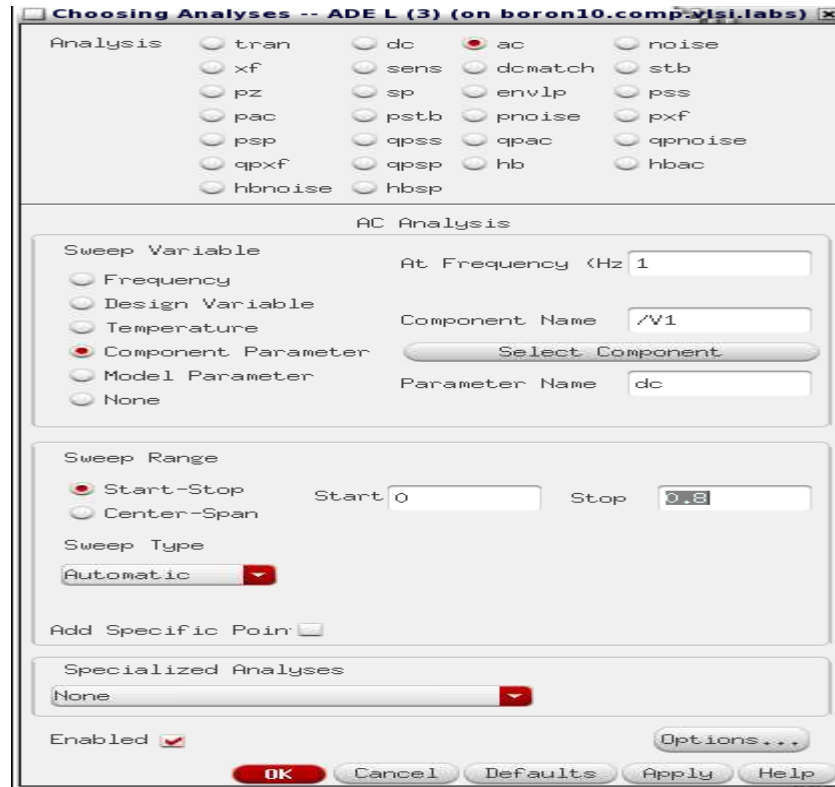 Choosing Analyses -- ADE L (3) (on boron10.comp.vlsi.labs)
Analysis tran dc ac noise
xf sens dcmatch stb
pz sp envlp pss
pac pstb pnoise pxf
psp qpss qpac qpnoise
qpxf qpsp hb hbac
hbnoise hbsp
AC Analysis
Sweep Variable
Frequency
Design Variable
Temperature
Component Parameter
Model Parameter
None
At Frequency (Hz 1
Component Name /V1
Select Component
Parameter Name dc
Sweep Range
Start-Stop Start 0 Stop 0.8
Center-Span
Sweep Type
Automatic
Add Specific Poin
Specialized Analyses
None
Enabled Options...
OK Cancel Defaults Apply Help